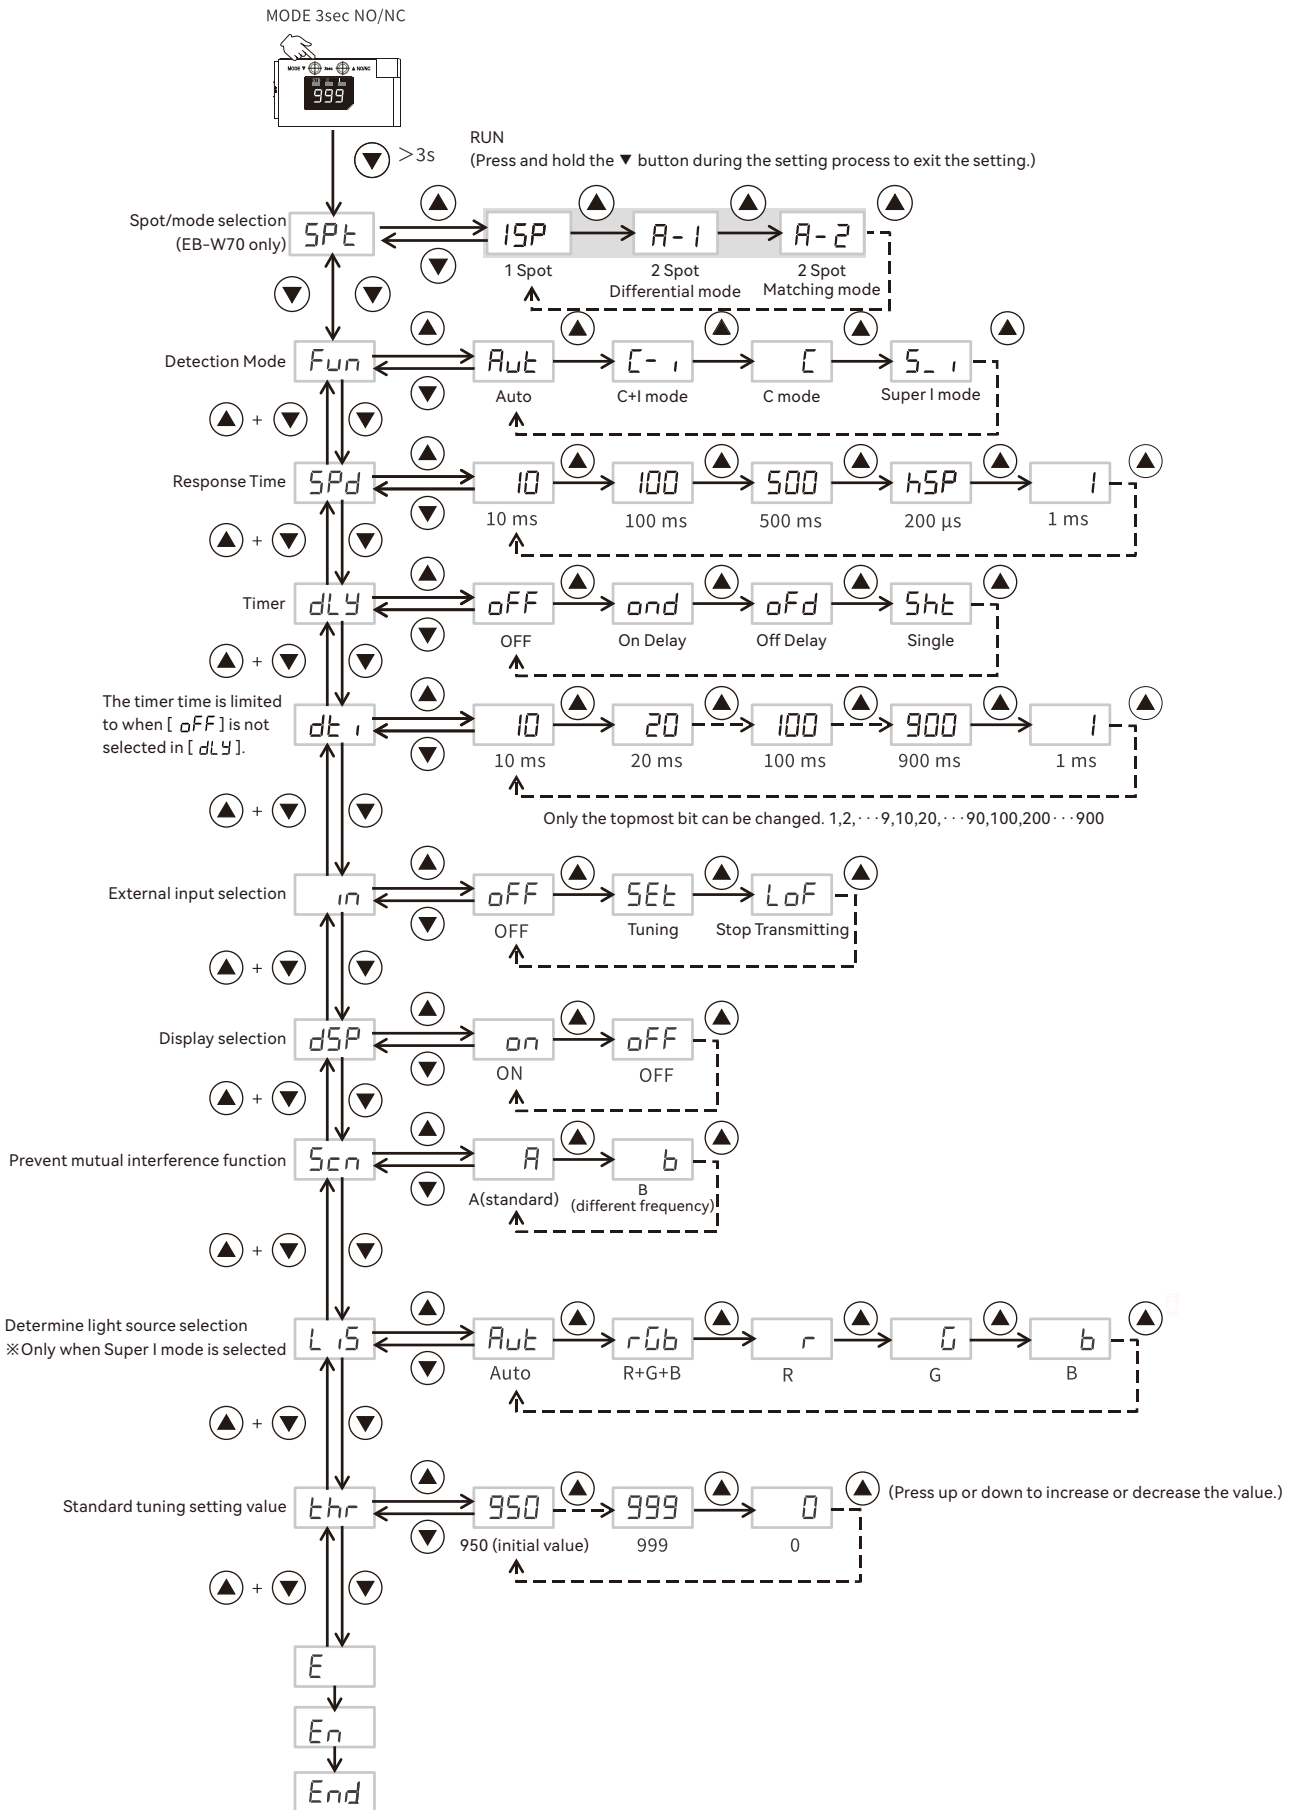 MODE 3sec NO/NC
MODE ▼ 3sec ▲ NO/NC
999
▼ >3s
RUN
(Press and hold the ▼ button during the setting process to exit the setting.)
Spot/mode selection
(EB-W70 only)
SPt
1SP
A-1
A-2
1 Spot
2 Spot
Differential mode
2 Spot
Matching mode
Detection Mode
Fun
Aut
C-i
C
S_i
Auto
C+I mode
C mode
Super I mode
▲ + ▼ ▼
Response Time
SPd
10
100
500
hSP
1
10 ms
100 ms
500 ms
200 µs
1 ms
▲ + ▼ ▼
Timer
dLY
oFF
ond
oFd
Sht
OFF
On Delay
Off Delay
Single
▲ + ▼ ▼
The timer time is limited
to when [ oFF ] is not
selected in [ dLY ].
dti
10
20
100
900
1
10 ms
20 ms
100 ms
900 ms
1 ms
Only the topmost bit can be changed. 1,2,···9,10,20,···90,100,200···900
▲ + ▼ ▼
External input selection
in
oFF
SEt
LoF
OFF
Tuning
Stop Transmitting
▲ + ▼ ▼
Display selection
dSP
on
oFF
ON
OFF
▲ + ▼ ▼
Prevent mutual interference function
Scn
A
b
A(standard)
B
(different frequency)
▲ + ▼ ▼
Determine light source selection
※Only when Super I mode is selected
LiS
Aut
rGb
r
G
b
Auto
R+G+B
R
G
B
▲ + ▼ ▼
Standard tuning setting value
thr
950
999
0
(Press up or down to increase or decrease the value.)
950 (initial value)
999
0
▲ + ▼ ▼
E
En
End